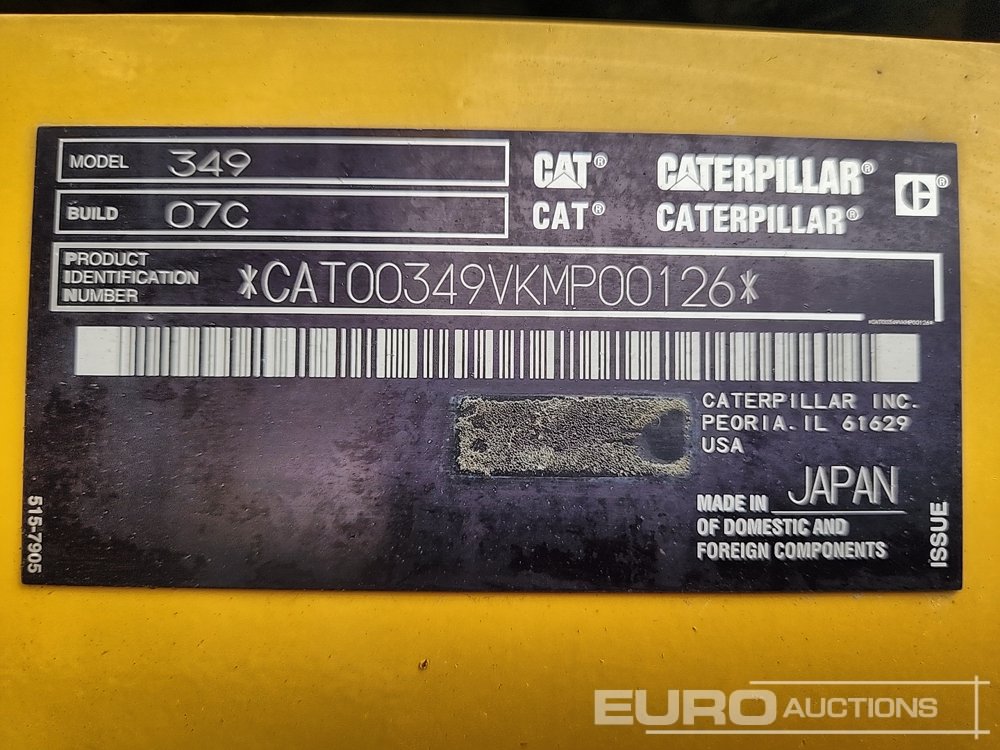 MODEL 349
BUILD 07C
CAT® CATERPILLAR® C®
CAT® CATERPILLAR®
PRODUCT
IDENTIFICATION
NUMBER
*CAT00349VKMP00126*
*CAT00349VKMP00126*
CATERPILLAR INC.
PEORIA. IL 61629
USA
MADE IN JAPAN
OF DOMESTIC AND
FOREIGN COMPONENTS
515-7905
ISSUE
EURO AUCTIONS